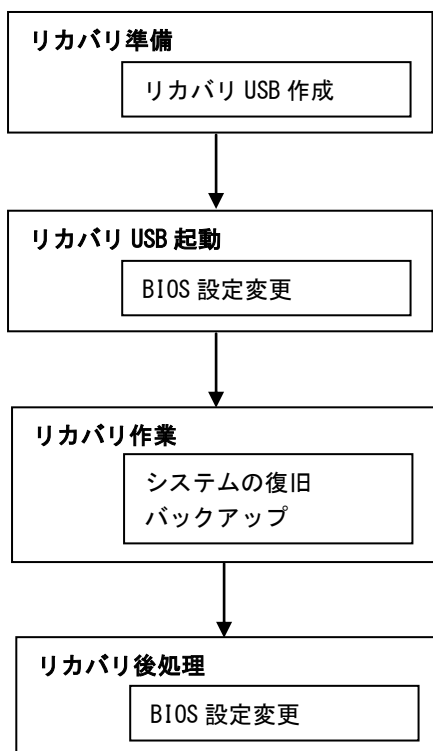 リカバリ準備
リカバリ USB 作成
リカバリ USB 起動
BIOS 設定変更
リカバリ作業
システムの復旧
バックアップ
リカバリ後処理
BIOS 設定変更